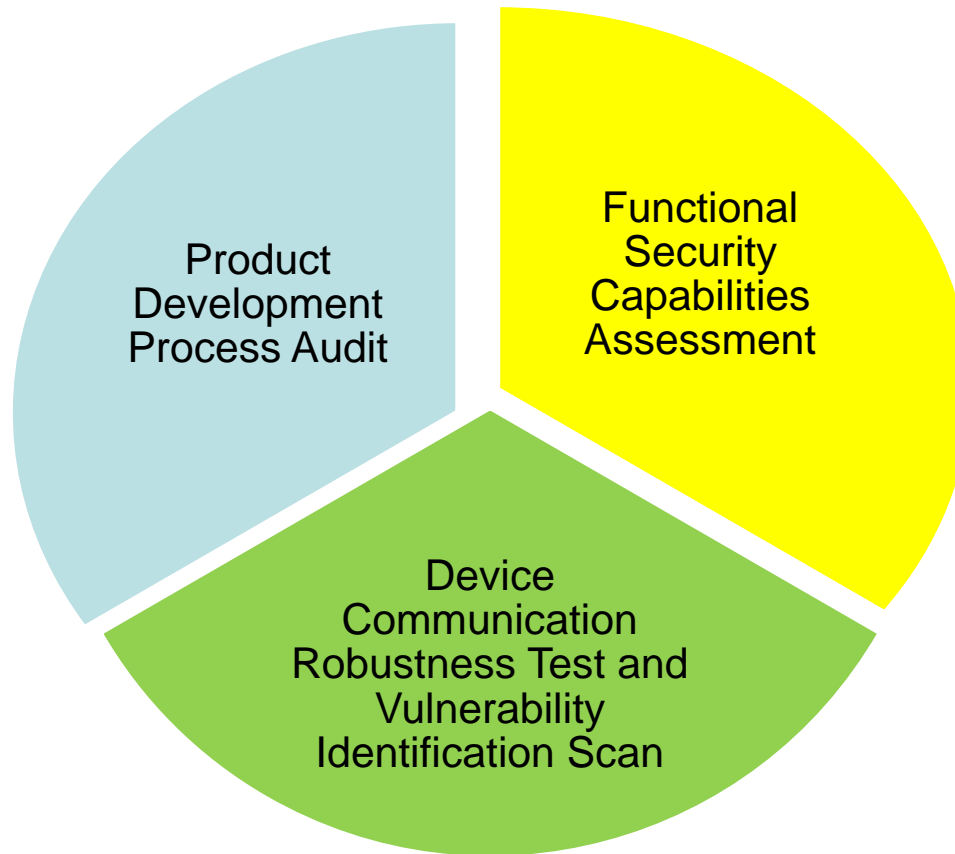 Product
Development
Process Audit
Functional
Security
Capabilities
Assessment
Device
Communication
Robustness Test and
Vulnerability
Identification Scan